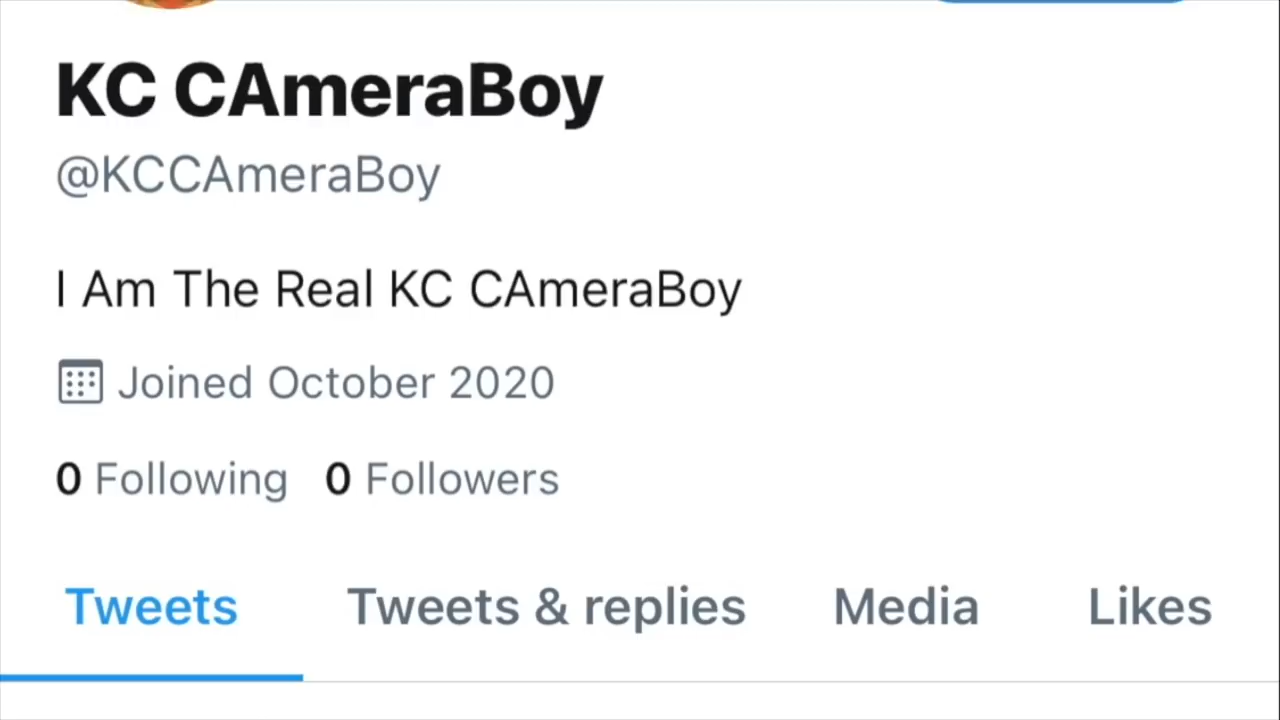 KC CAmeraBoy
@KCCAmeraBoy
I Am The Real KC CAmeraBoy
Joined October 2020
0 Following 0 Followers
Tweets Tweets & replies Media Likes